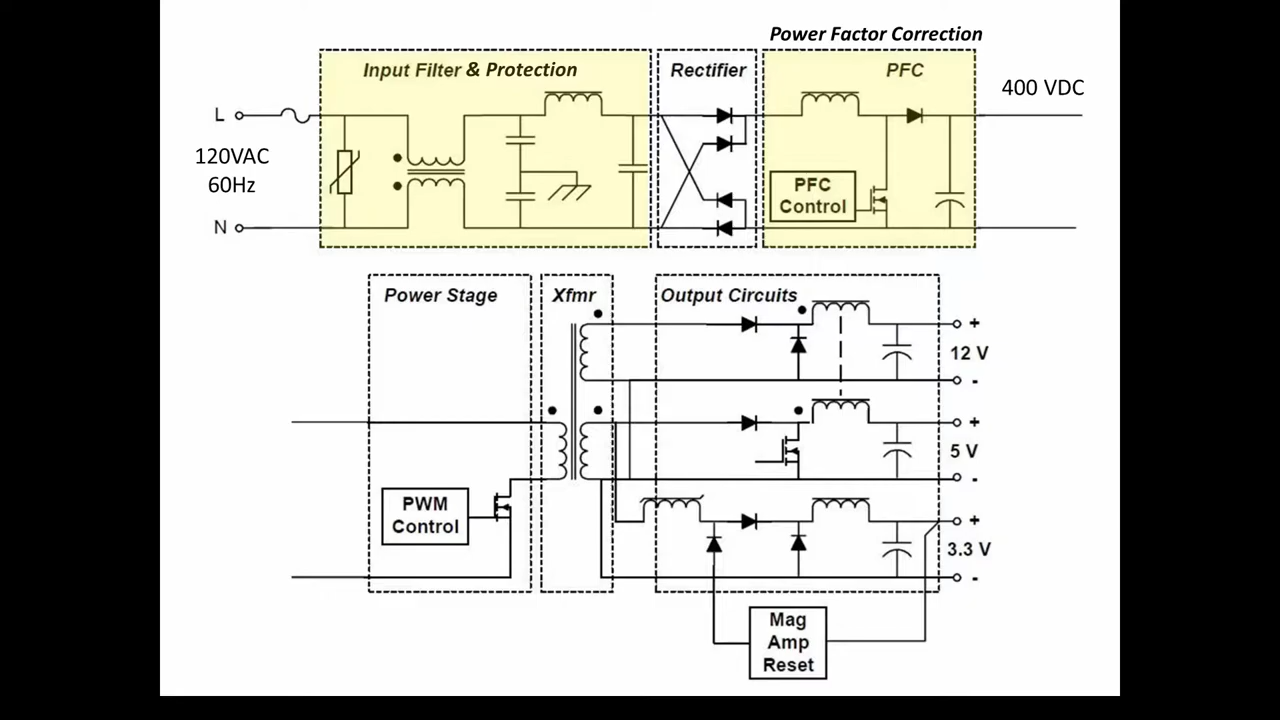 Power Factor Correction
Input Filter & Protection
Rectifier
PFC
400 VDC
L
120VAC
60Hz
N
PFC
Control
Power Stage
Xfmr
Output Circuits
+
12 V
-
+
5 V
-
PWM
Control
+
3.3 V
-
Mag
Amp
Reset